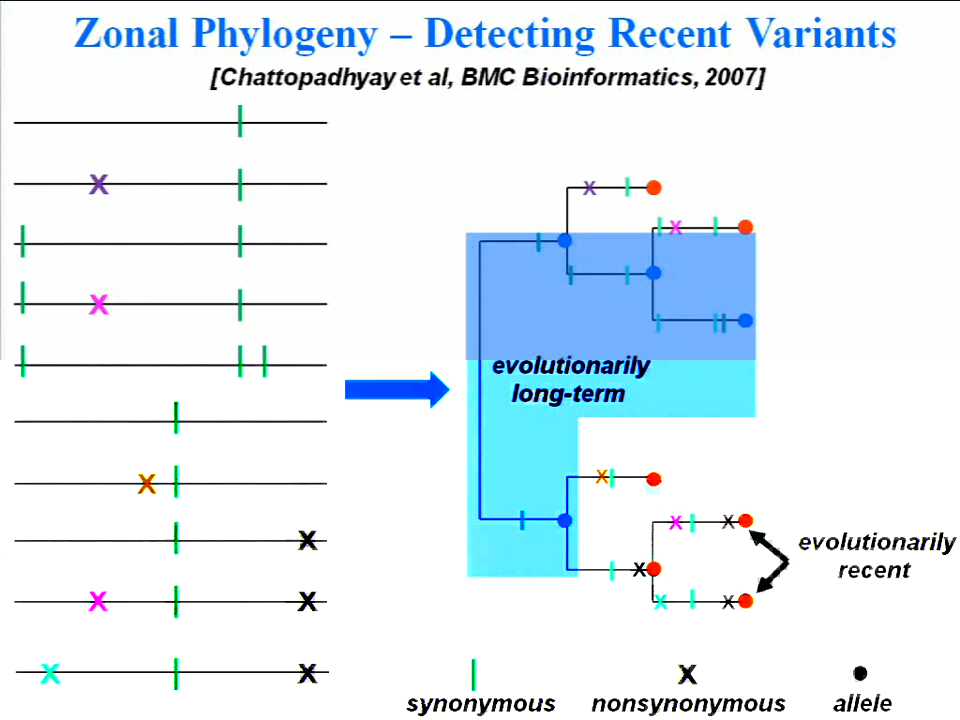 Zonal Phylogeny – Detecting Recent Variants
[Chattopadhyay et al, BMC Bioinformatics, 2007]
evolutionarily
long-term
evolutionarily
recent
synonymous
nonsynonymous
allele